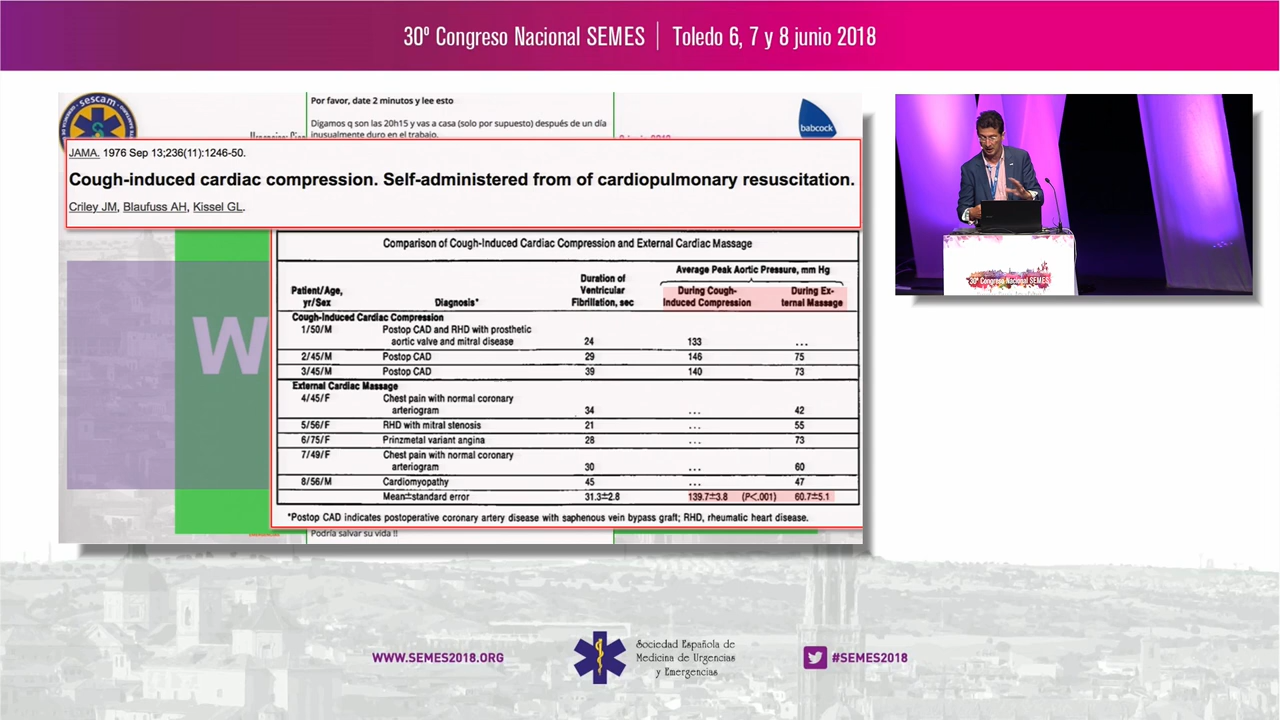 30º Congreso Nacional SEMES | Toledo 6, 7 y 8 junio 2018
sescam
Por favor, date 2 minutos y lee esto
Digamos q son las 20h15 y vas a casa (solo por supuesto) después de un día
inusualmente duro en el trabajo.
babcock
JAMA. 1976 Sep 13;236(11):1246-50.
Cough-induced cardiac compression. Self-administered from of cardiopulmonary resuscitation.
Criley JM, Blaufuss AH, Kissel GL.
W
Comparison of Cough-Induced Cardiac Compression and External Cardiac Massage
Average Peak Aortic Pressure, mm Hg
Patient/Age, yr/Sex Diagnosis* Duration of Ventricular Fibrillation, sec During Cough-Induced Compression During External Massage
Cough-Induced Cardiac Compression
1/50/M Postop CAD and RHD with prosthetic
aortic valve and mitral disease 24 133 ...
2/45/M Postop CAD 29 146 75
3/45/M Postop CAD 39 140 73
External Cardiac Massage
4/45/F Chest pain with normal coronary
arteriogram 34 ... 42
5/56/F RHD with mitral stenosis 21 ... 55
6/75/F Prinzmetal variant angina 28 ... 73
7/49/F Chest pain with normal coronary
arteriogram 30 ... 60
8/56/M Cardiomyopathy 45 ... 47
Mean±standard error 31.3±2.8 139.7±3.8 (P<.001) 60.7±5.1
*Postop CAD indicates postoperative coronary artery disease with saphenous vein bypass graft; RHD, rheumatic heart disease.
Podría salvar su vida !!
30º Congreso Nacional SEMES
WWW.SEMES2018.ORG
Sociedad Española de
Medicina de Urgencias
y Emergencias
#SEMES2018